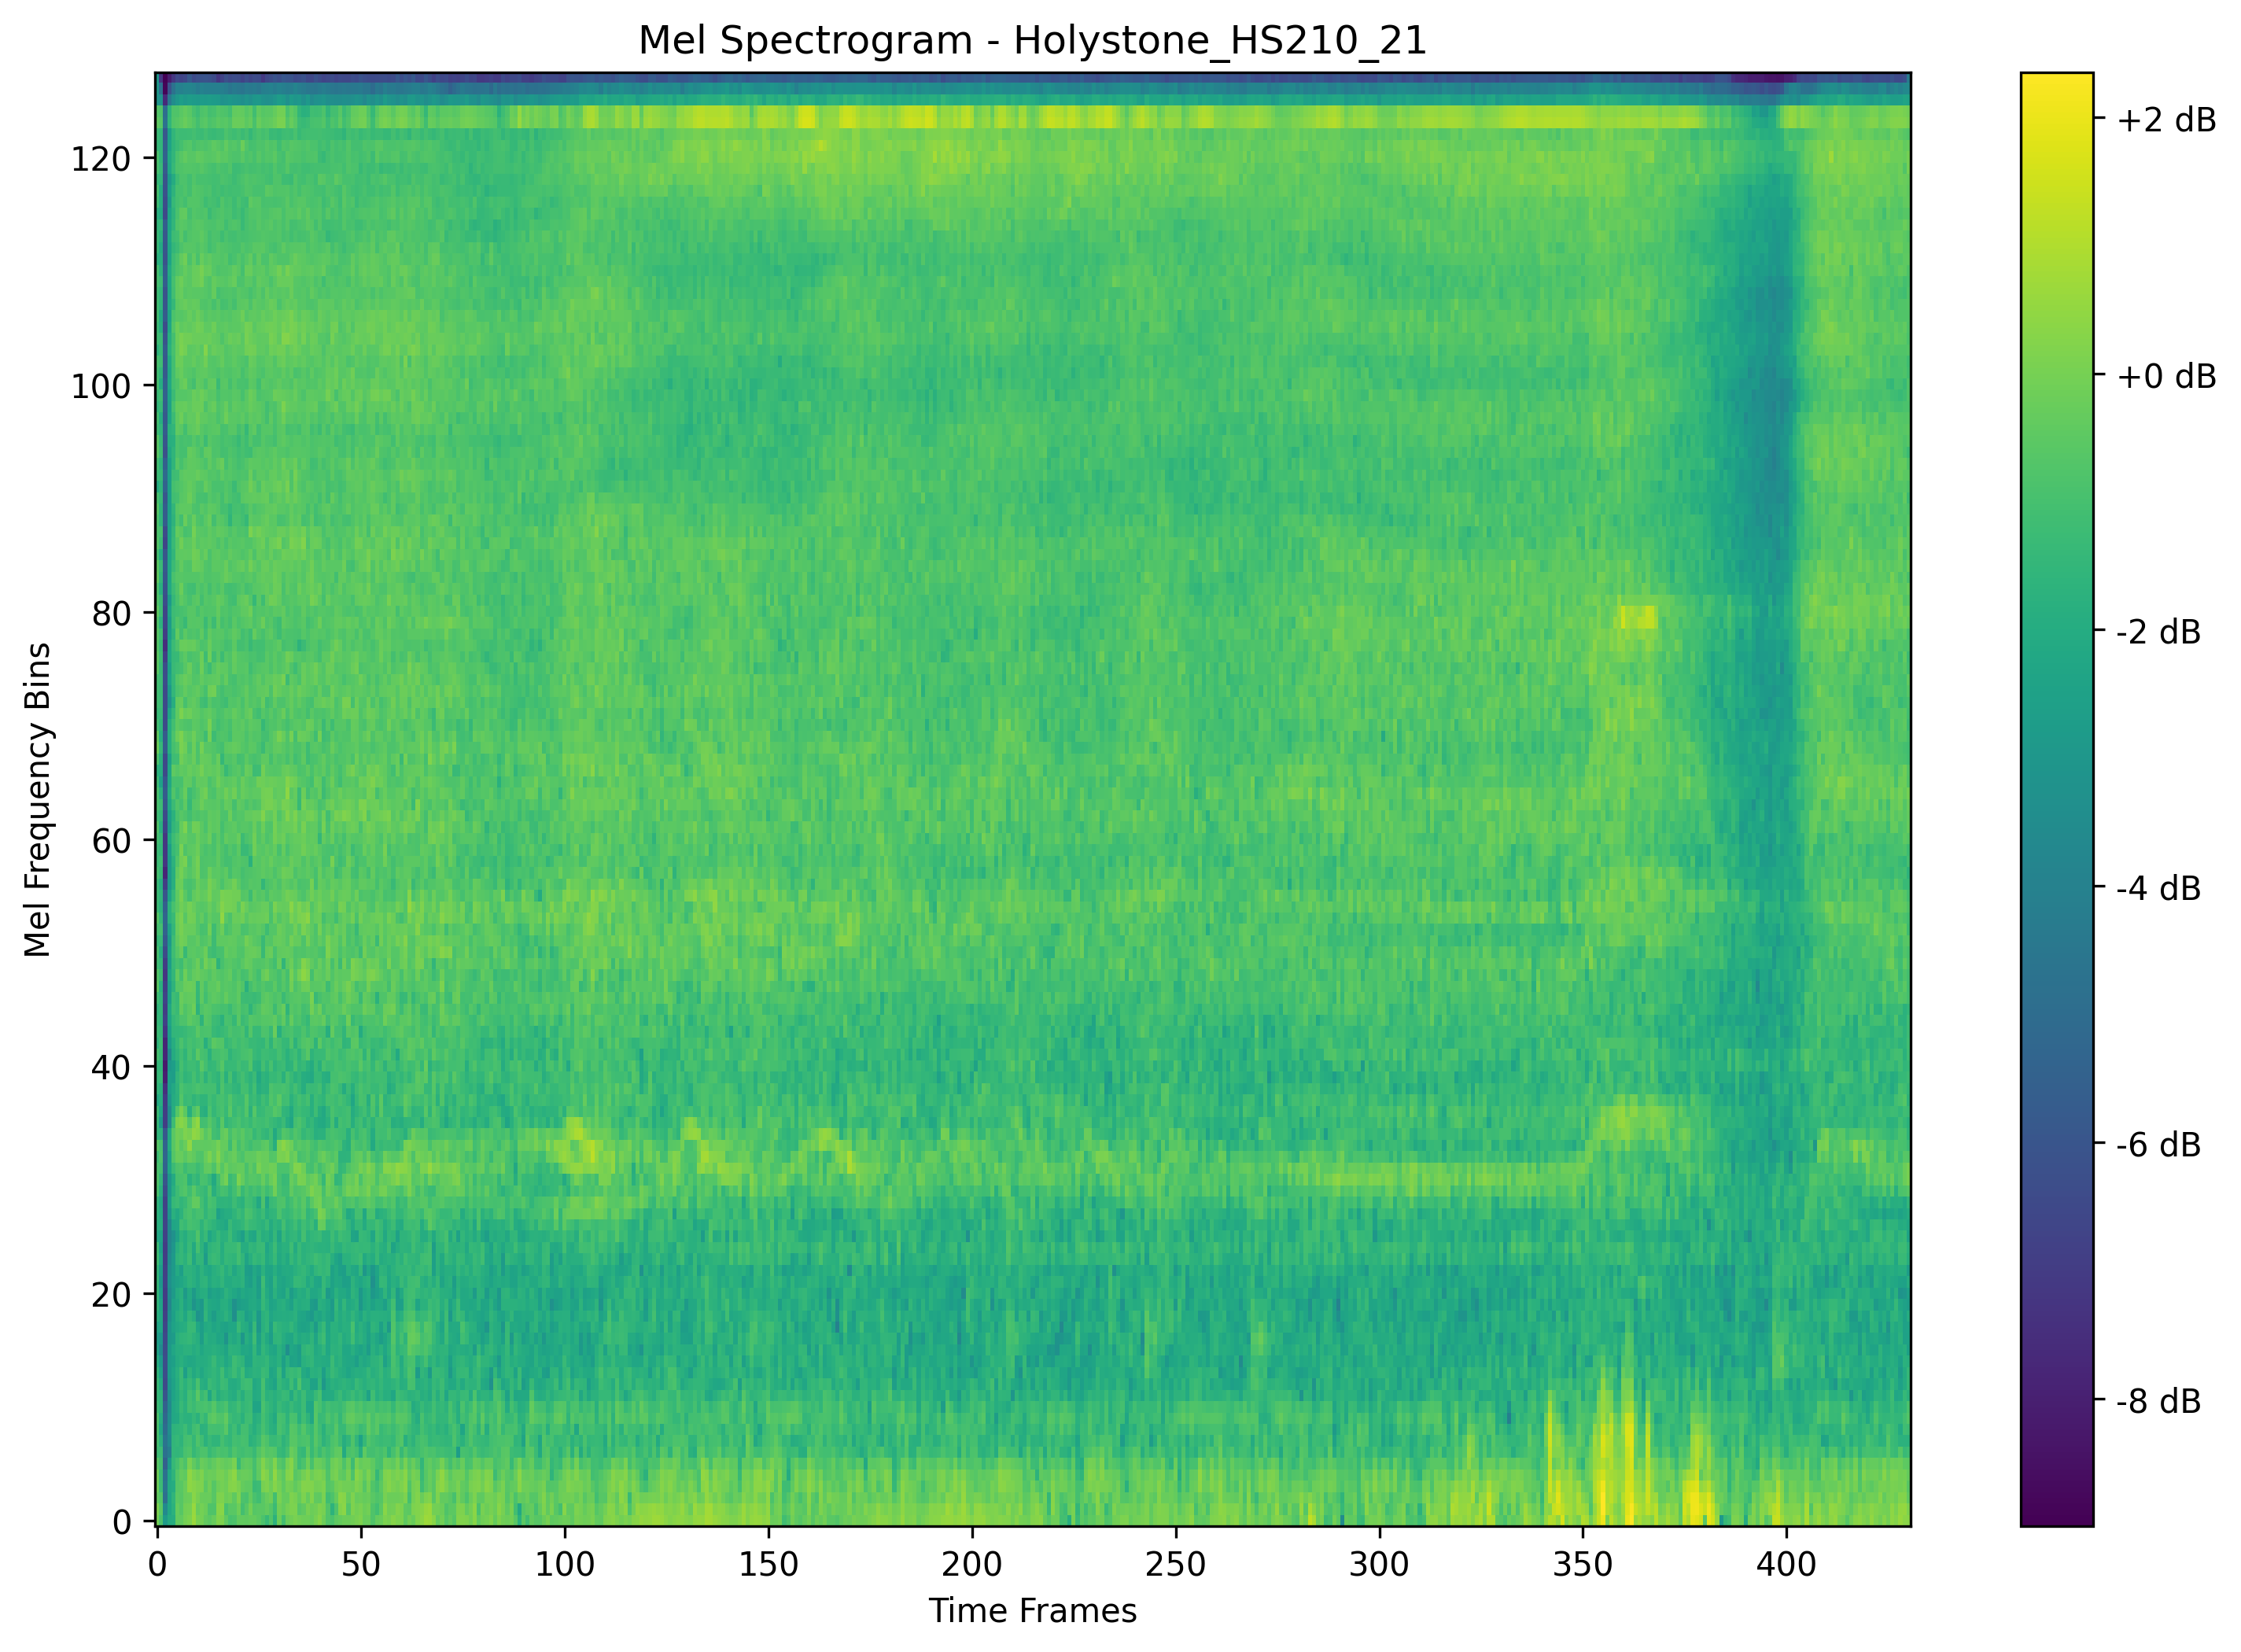 Mel Spectrogram - Holystone_HS210_21
Mel Frequency Bins
120
100
80
60
40
20
0
0 50 100 150 200 250 300 350 400
Time Frames
+2 dB
+0 dB
-2 dB
-4 dB
-6 dB
-8 dB